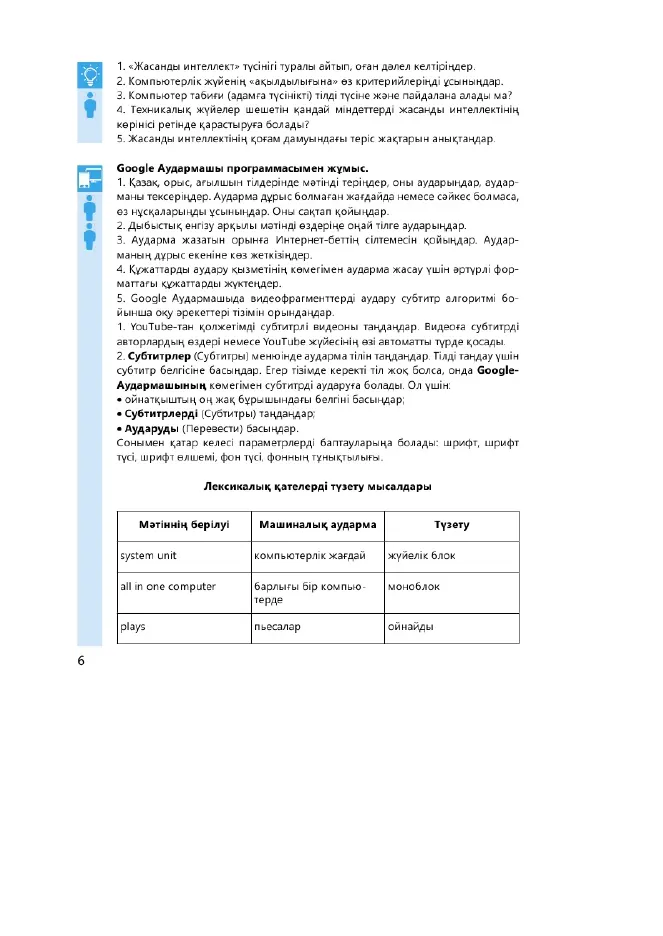 1. «Жасанды интеллект» түсінігі туралы айтып, оған дәлел келтіріңдер.
2. Компьютерлік жүйенің «ақылдылығына» өз критерийлеріңді ұсыныңдар.
3. Компьютер табиғи (адамға түсінікті) тілді түсіне және пайдалана алады ма?
4. Техникалық жүйелер шешетін қандай міндеттерді жасанды интеллектінің
көрінісі ретінде қарастыруға болады?
5. Жасанды интеллектінің қоғам дамуындағы теріс жақтарын анықтаңдар.
Google Аудармашы программасымен жұмыс.
1. Қазақ, орыс, ағылшын тілдерінде мәтінді теріңдер, оны аударыңдар, аудар-
маны тексеріңдер. Аударма дұрыс болмаған жағдайда немесе сәйкес болмаса,
өз нұсқаларыңды ұсыныңдар. Оны сақтап қойыңдар.
2. Дыбыстық енгізу арқылы мәтінді өздеріңе оңай тілге аударыңдар.
3. Аударма жазатын орынға Интернет-беттің сілтемесін қойыңдар. Аудар-
маның дұрыс екеніне көз жеткізіңдер.
4. Құжаттарды аудару қызметінің көмегімен аударма жасау үшін әртүрлі фор-
маттағы құжаттарды жүктеңдер.
5. Google Аудармашыда видеофрагменттерді аудару субтитр алгоритмі бо-
йынша оқу әрекеттері тізімін орындаңдар.
1. YouTube-тан қолжетімді субтитрлі видеоны таңдаңдар. Видеоға субтитрді
авторлардың өздері немесе YouTube жүйесінің өзі автоматты түрде қосады.
2. Субтитрлер (Субтитры) менюінде аударма тілін таңдаңдар. Тілді таңдау үшін
субтитр белгісіне басыңдар. Егер тізімде керекті тіл жоқ болса, онда Google-
Аудармашының көмегімен субтитрді аударуға болады. Ол үшін:
• ойнатқыштың оң жақ бұрышындағы белгіні басыңдар;
• Субтитрлерді (Субтитры) таңдаңдар;
• Аударуды (Перевести) басыңдар.
Сонымен қатар келесі параметрлерді баптауларыңа болады: шрифт, шрифт
түсі, шрифт өлшемі, фон түсі, фонның тұнықтылығы.
Лексикалық қателерді түзету мысалдары
Мәтіннің берілуі Машиналық аударма Түзету
system unit компьютерлік жағдай жүйелік блок
all in one computer барлығы бір компью- моноблок
терде
plays пьесалар ойнайды
6